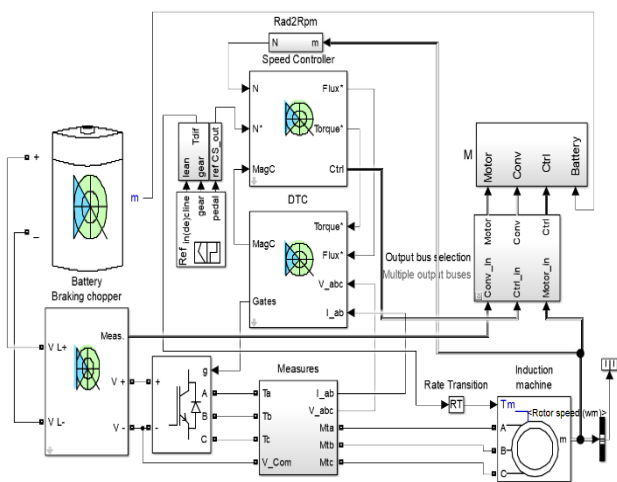 Rad2Rpm
N m
Speed Controller
N
N*
MagC
Flux*
Torque*
Ctrl
Tdif
ref CS_out
lean
gear
in(de)cline
gear
pedal
Ref
DTC
MagC
Gates
Torque*
Flux*
V_abc
I_ab
+
−
m
Battery
Braking chopper
V L+
V L-
Meas.
V +
V -
+
-
g
A
B
C
Measures
Ta
Tb
Tc
V_Com
I_ab
V_abc
Mta
Mtb
Mtc
M
Motor
Conv
Ctrl
Battery
Motor
Conv
Ctrl
Output bus selection
Multiple output buses
Conv_In
Ctrl_In
Motor_In
Rate Transition
RT
Induction
machine
Tm
<Rotor speed (wm)>
A
B
C
m